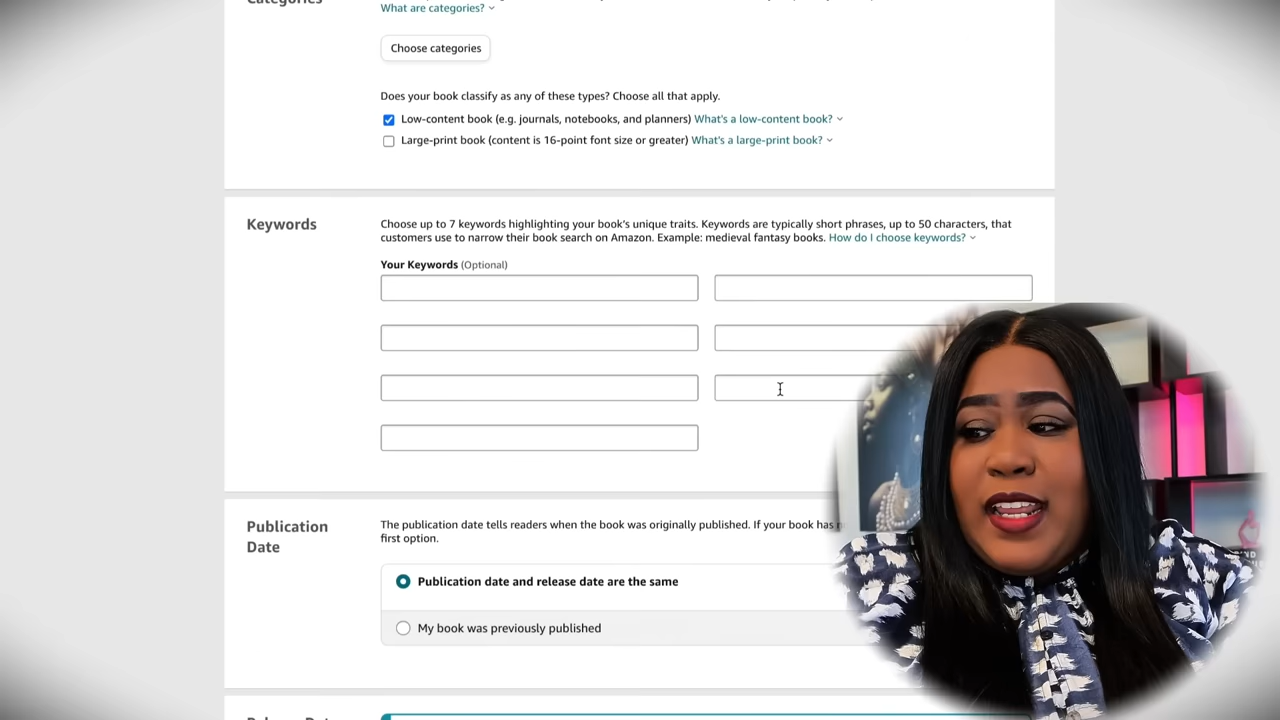 What are categories?
Choose categories
Does your book classify as any of these types? Choose all that apply.
Low-content book (e.g. journals, notebooks, and planners) What's a low-content book?
Large-print book (content is 16-point font size or greater) What's a large-print book?
Keywords
Choose up to 7 keywords highlighting your book's unique traits. Keywords are typically short phrases, up to 50 characters, that
customers use to narrow their book search on Amazon. Example: medieval fantasy books. How do I choose keywords?
Your Keywords (Optional)
Publication
Date
The publication date tells readers when the book was originally published. If your book has
first option.
Publication date and release date are the same
My book was previously published